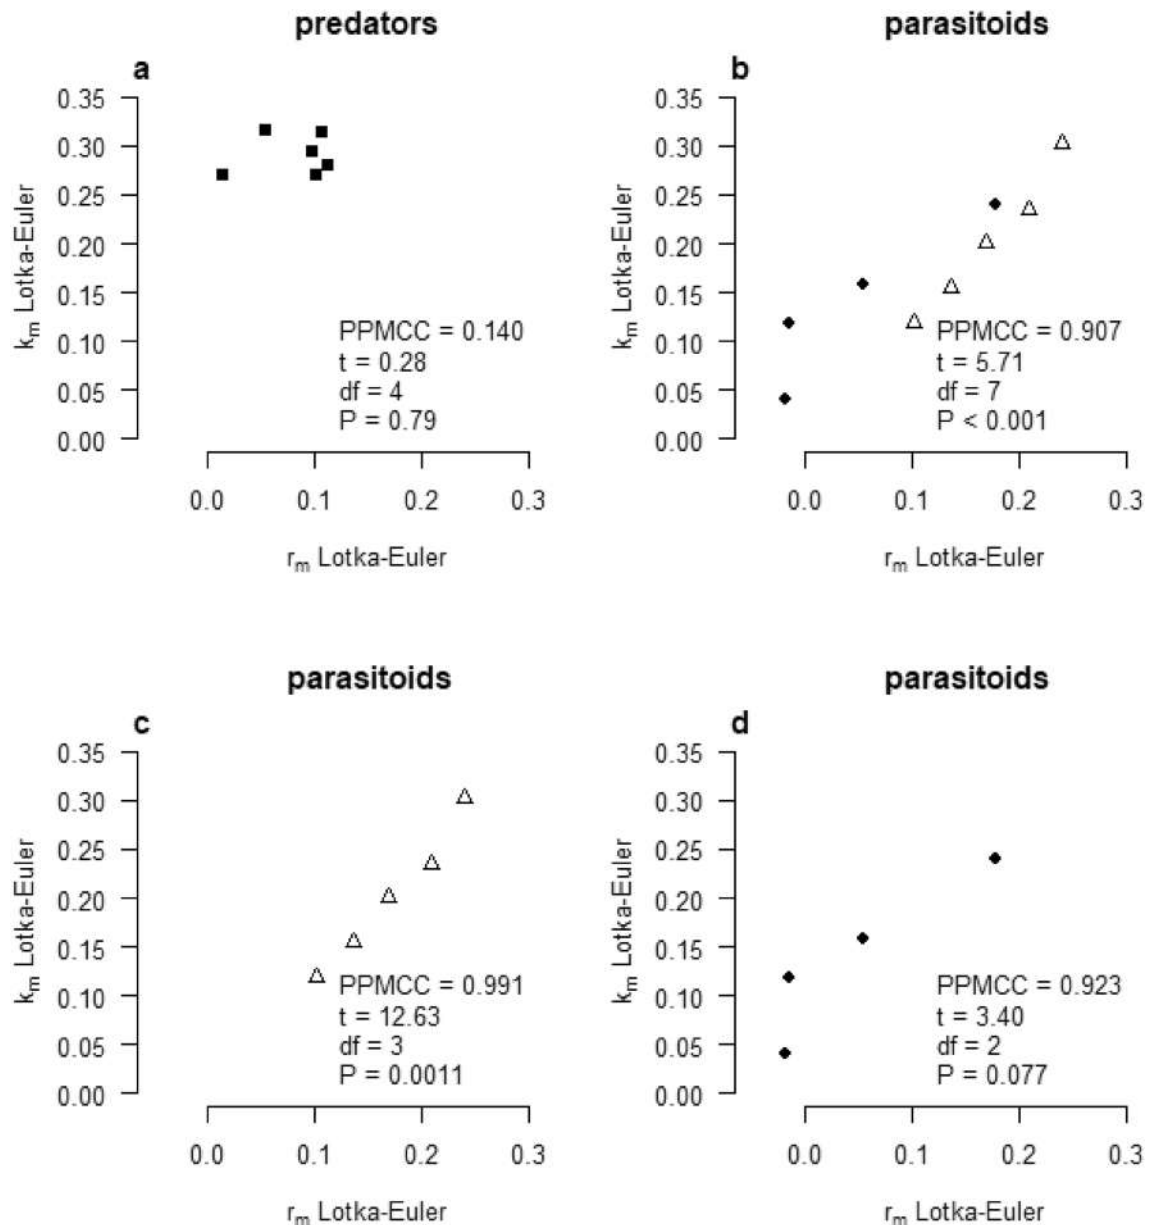 predators
a
0.35
0.30
0.25
0.20
0.15
0.10
0.05
0.00
km Lotka-Euler
PPMCC = 0.140
t = 0.28
df = 4
P = 0.79
0.0 0.1 0.2 0.3
rm Lotka-Euler
parasitoids
b
0.35
0.30
0.25
0.20
0.15
0.10
0.05
0.00
km Lotka-Euler
PPMCC = 0.907
t = 5.71
df = 7
P < 0.001
0.0 0.1 0.2 0.3
rm Lotka-Euler
parasitoids
c
0.35
0.30
0.25
0.20
0.15
0.10
0.05
0.00
km Lotka-Euler
PPMCC = 0.991
t = 12.63
df = 3
P = 0.0011
0.0 0.1 0.2 0.3
rm Lotka-Euler
parasitoids
d
0.35
0.30
0.25
0.20
0.15
0.10
0.05
0.00
km Lotka-Euler
PPMCC = 0.923
t = 3.40
df = 2
P = 0.077
0.0 0.1 0.2 0.3
rm Lotka-Euler